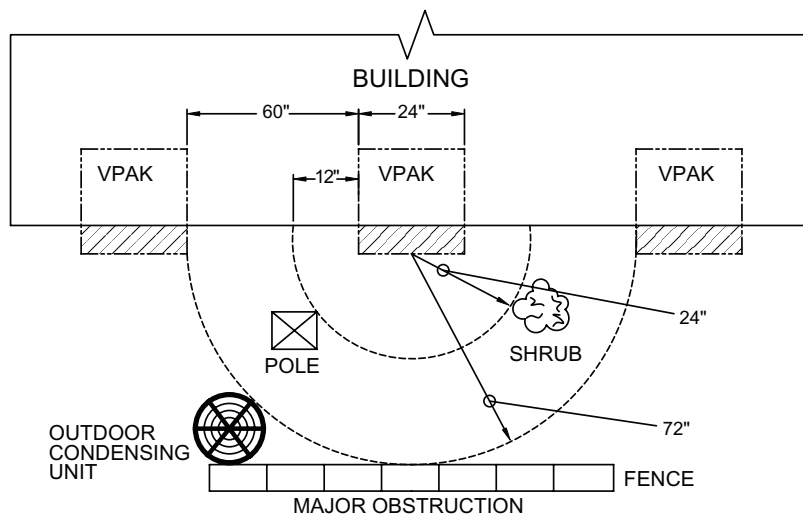 BUILDING
60"
24"
VPAK
12"
VPAK
VPAK
24"
POLE
SHRUB
72"
OUTDOOR
CONDENSING
UNIT
FENCE
MAJOR OBSTRUCTION